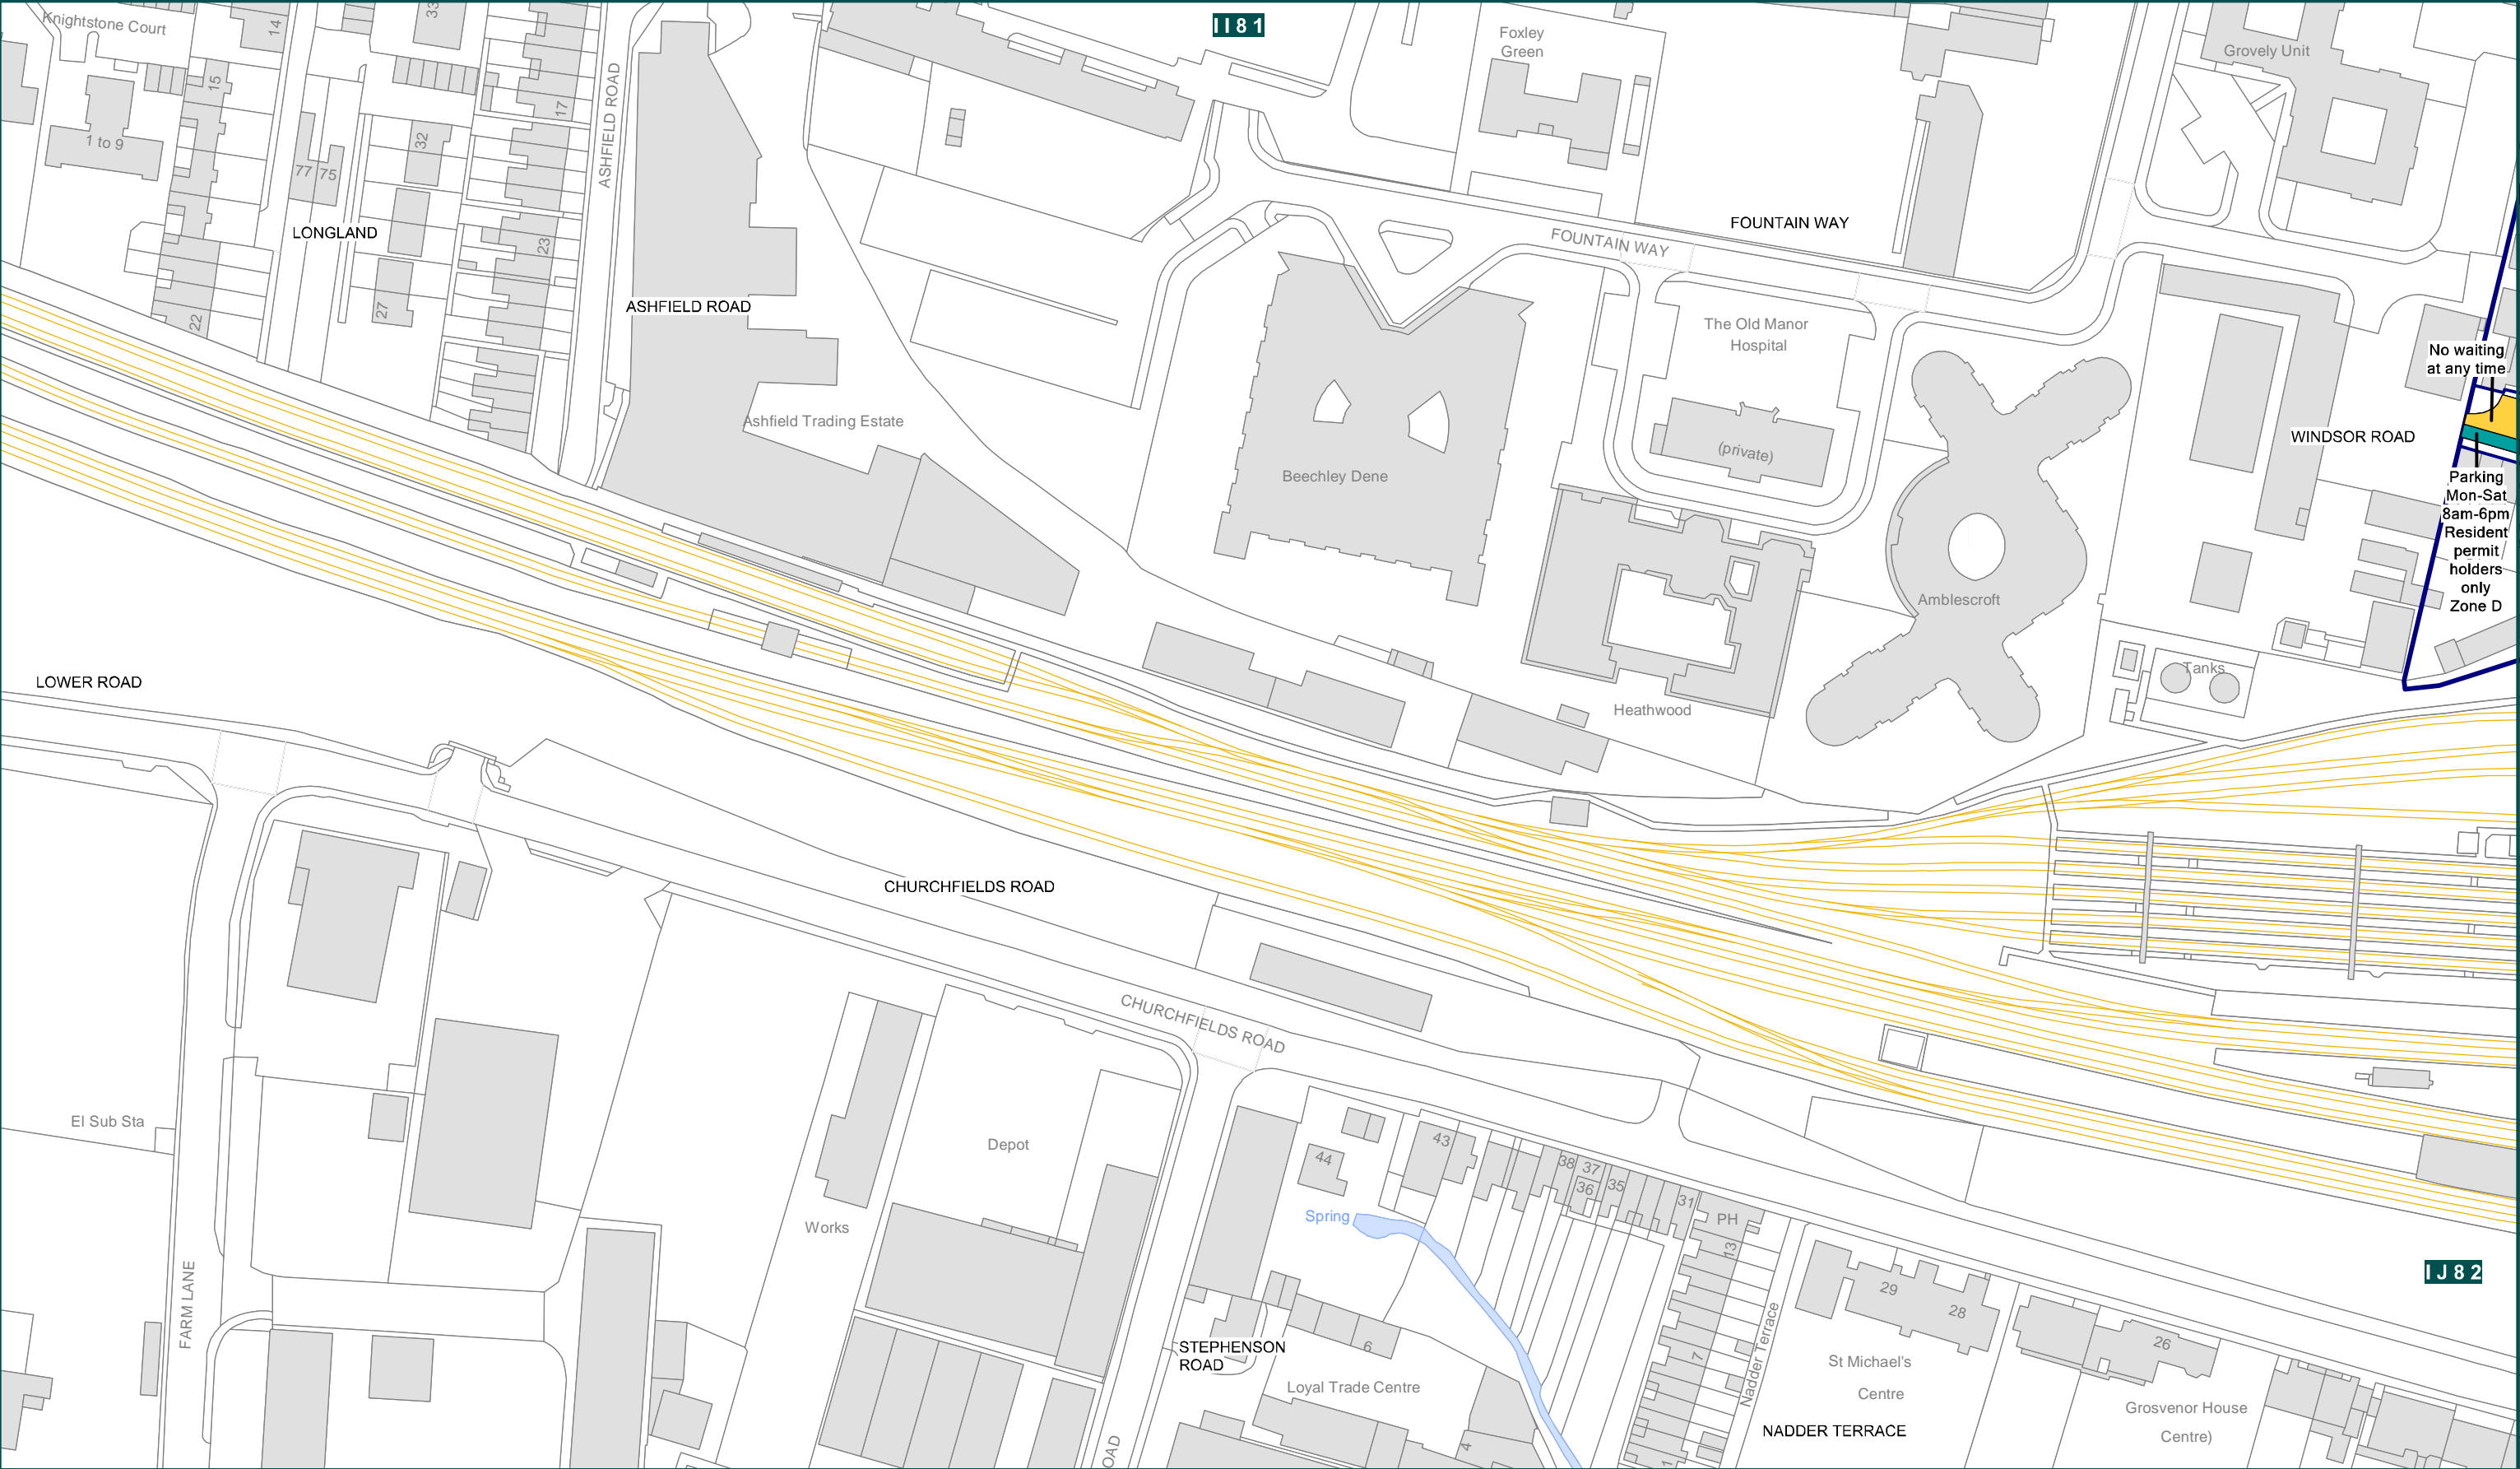 II81
Knightstone Court
14
33
Foxley
Green
Grovely Unit
15
17
ASHFIELD ROAD
1 to 9
32
77
75
LONGLAND
23
FOUNTAIN WAY
FOUNTAIN WAY
27
22
ASHFIELD ROAD
The Old Manor
Hospital
(private)
No waiting
at any time
Ashfield Trading Estate
WINDSOR ROAD
Beechley Dene
Parking
Mon-Sat
8am-6pm
Resident
permit
holders
only
Zone D
Amblescroft
Tanks
LOWER ROAD
Heathwood
CHURCHFIELDS ROAD
CHURCHFIELDS ROAD
El Sub Sta
Depot
43
44
38
37
36
35
31
Works
Spring
PH
13
IJ82
FARM LANE
29
28
26
STEPHENSON
ROAD
6
7
Nadder Terrace
St Michael's
Centre
Loyal Trade Centre
Grosvenor House
Centre)
NADDER TERRACE
4
1
OAD